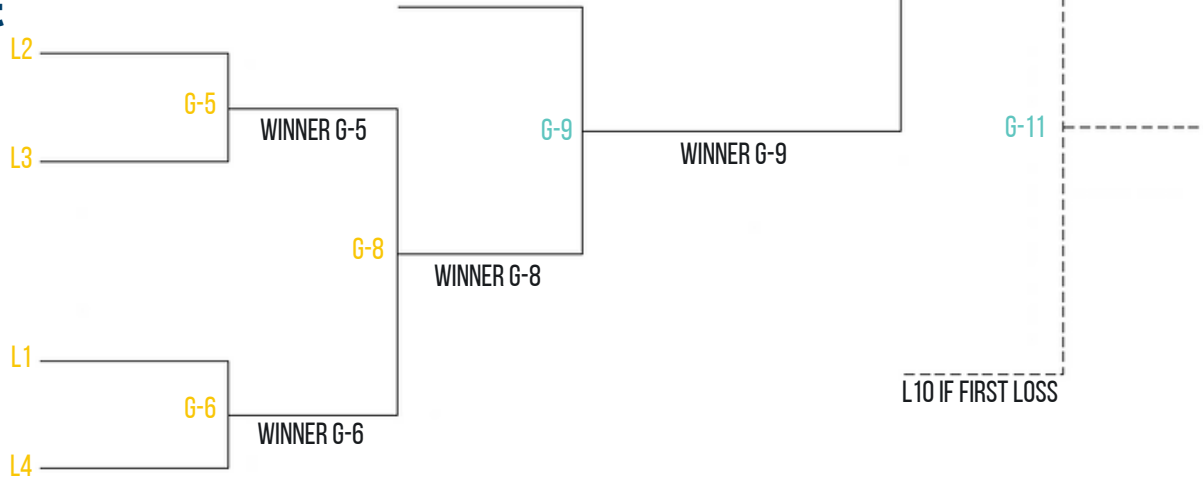 L2
G-5
WINNER G-5
L3
G-9
WINNER G-9
G-11
G-8
WINNER G-8
L1
G-6
WINNER G-6
L4
L10 IF FIRST LOSS